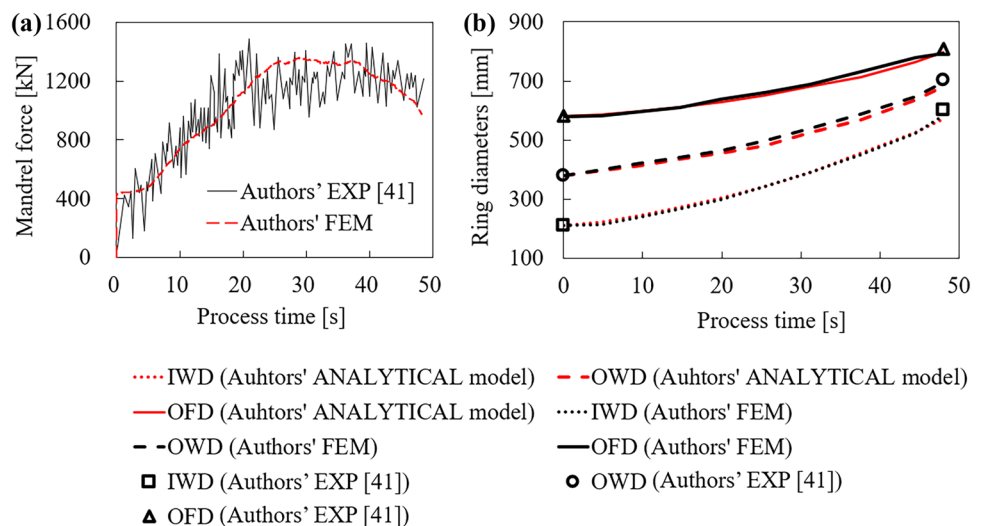 (a)
1600
1200
800
400
0
Mandrel force [kN]
Authors' EXP [41]
Authors' FEM
0 10 20 30 40 50
Process time [s]
(b)
900
700
500
300
100
Ring diameters [mm]
0 10 20 30 40 50
Process time [s]
IWD (Auhtors' ANALYTICAL model)
OWD (Auhtors' ANALYTICAL model)
OFD (Auhtors' ANALYTICAL model)
IWD (Authors' FEM)
OWD (Authors' FEM)
OFD (Authors' FEM)
IWD (Authors’ EXP [41])
OWD (Authors’ EXP [41])
OFD (Authors’ EXP [41])